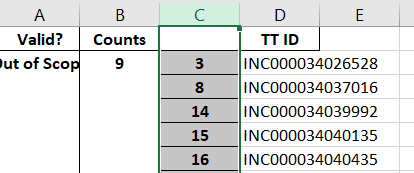 A B C D E
Valid? Counts TT ID
Out of Scop 9 3 INC000034026528
8 INC000034037016
14 INC000034039992
15 INC000034040135
16 INC000034040435